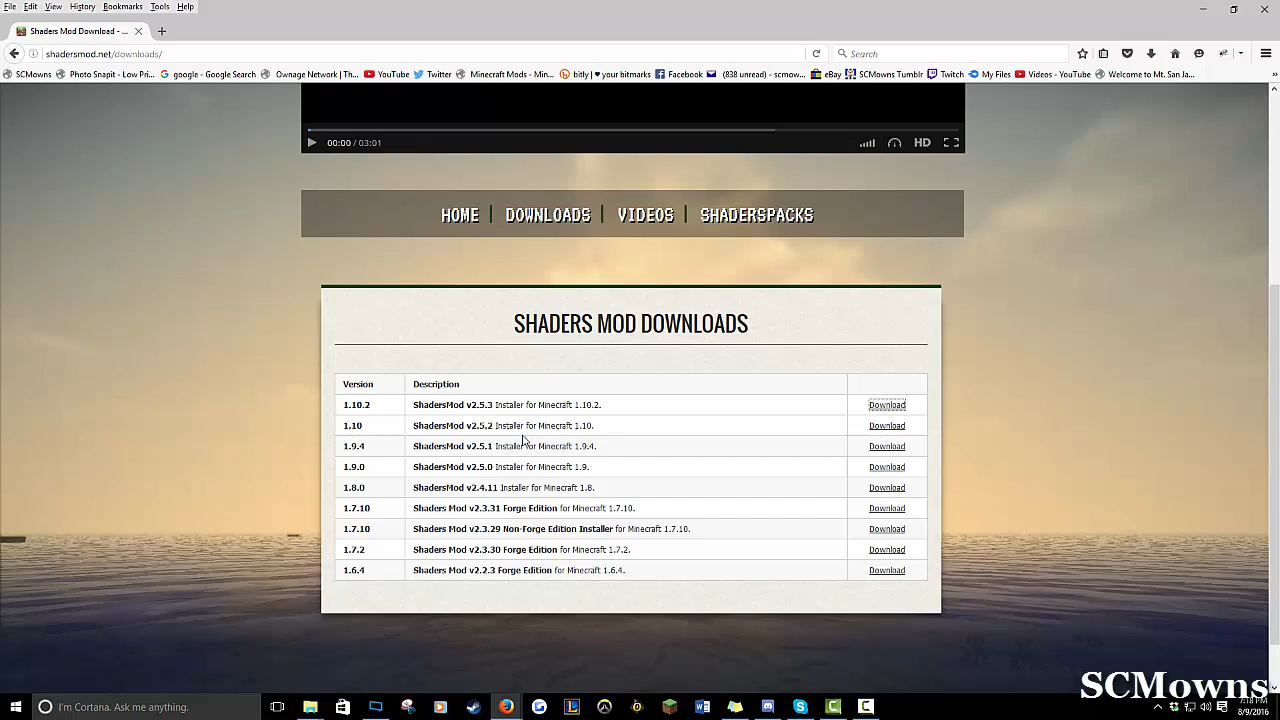 File Edit View History Bookmarks Tools Help
Shaders Mod Download - ...
shadersmod.net/downloads/
Search
SCMowns Photo Snapit - Low Pri... google - Google Search Ownage Network | Th... YouTube Twitter Minecraft Mods - Min... bitly | ♥ your bitmarks Facebook (838 unread) - scmow... eBay SCMowns Tumblr Twitch My Files Videos - YouTube Welcome to Mt. San Ja...
00:00 / 03:01 HD
HOME DOWNLOADS VIDEOS SHADERSPACKS
SHADERS MOD DOWNLOADS
Version Description
1.10.2 ShadersMod v2.5.3 Installer for Minecraft 1.10.2. Download
1.10 ShadersMod v2.5.2 Installer for Minecraft 1.10. Download
1.9.4 ShadersMod v2.5.1 Installer for Minecraft 1.9.4. Download
1.9.0 ShadersMod v2.5.0 Installer for Minecraft 1.9. Download
1.8.0 ShadersMod v2.4.11 Installer for Minecraft 1.8. Download
1.7.10 Shaders Mod v2.3.31 Forge Edition for Minecraft 1.7.10. Download
1.7.10 Shaders Mod v2.3.29 Non-Forge Edition Installer for Minecraft 1.7.10. Download
1.7.2 Shaders Mod v2.3.30 Forge Edition for Minecraft 1.7.2. Download
1.6.4 Shaders Mod v2.2.3 Forge Edition for Minecraft 1.6.4. Download
SCMowns
I'm Cortana. Ask me anything.
7:18 PM
8/9/2016